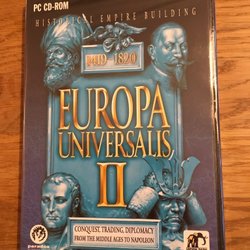 PC CD-ROM
HISTORICAL EMPIRE BUILDING
1419 - 1820
EUROPA
UNIVERSALIS
II
CONQUEST, TRADING, DIPLOMACY
FROM THE MIDDLE AGES TO NAPOLEON
paradox